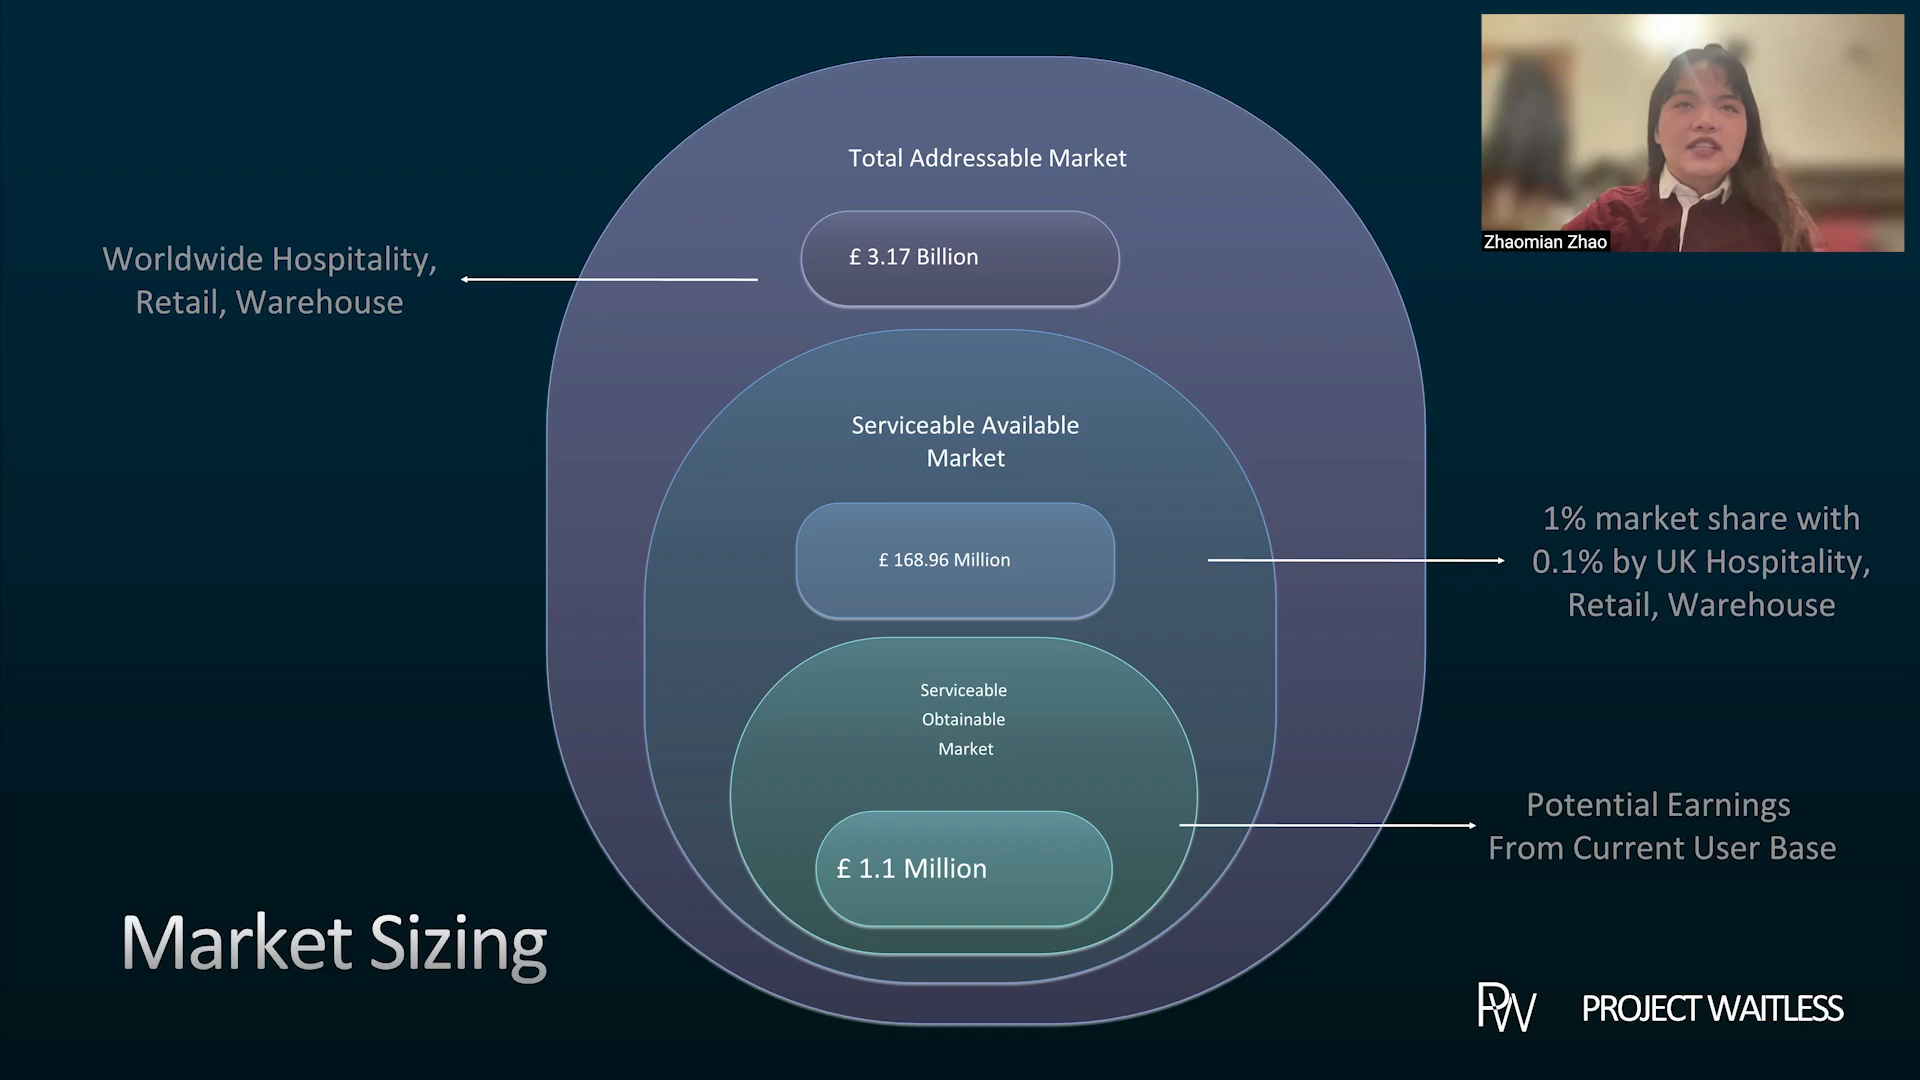 Total Addressable Market
£ 3.17 Billion
Worldwide Hospitality,
Retail, Warehouse
Serviceable Available
Market
£ 168.96 Million
1% market share with
0.1% by UK Hospitality,
Retail, Warehouse
Serviceable
Obtainable
Market
£ 1.1 Million
Potential Earnings
From Current User Base
Market Sizing
PW PROJECT WAITLESS
Zhaomian Zhao